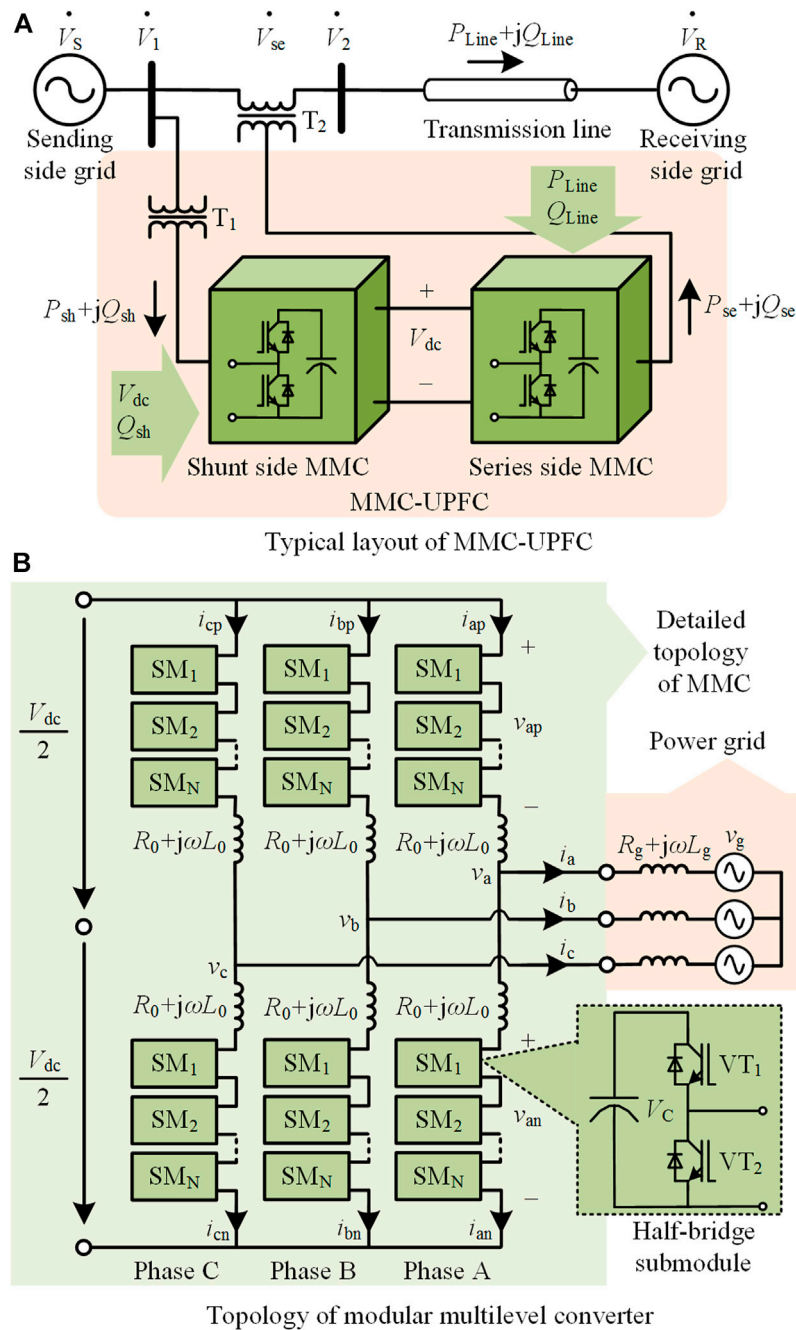 A
V̇S
V̇1
V̇se
V̇2
PLine+jQLine
V̇R
Sending
side grid
T2
Transmission line
Receiving
side grid
T1
PLine
QLine
Psh+jQsh
+
Vdc
−
Pse+jQse
Vdc
Qsh
Shunt side MMC
Series side MMC
MMC-UPFC
Typical layout of MMC-UPFC
B
icp
ibp
iap
Detailed
topology
of MMC
SM1
SM1
SM1
+
Vdc
2
SM2
SM2
SM2
vap
SMN
SMN
SMN
−
Power grid
R0+jωL0
R0+jωL0
R0+jωL0
va
ia
Rg+jωLg
vg
vb
ib
vc
ic
R0+jωL0
R0+jωL0
R0+jωL0
Vdc
2
SM1
SM1
SM1
+
SM2
SM2
SM2
van
SMN
SMN
SMN
−
VC
VT1
VT2
icn
ibn
ian
Half-bridge
submodule
Phase C
Phase B
Phase A
Topology of modular multilevel converter